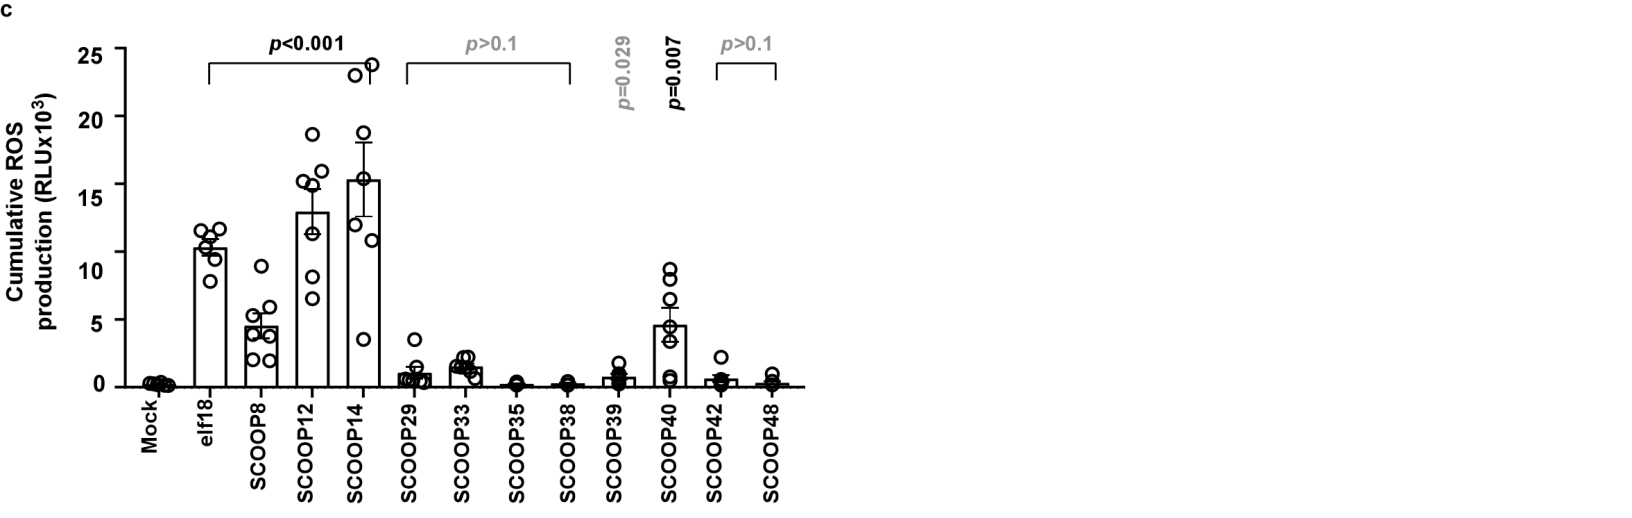 c
p<0.001
p>0.1
p=0.029
p=0.007
p>0.1
Cumulative ROS
production (RLUx10³)
25
20
15
10
5
0
Mock
elf18
SCOOP8
SCOOP12
SCOOP14
SCOOP29
SCOOP33
SCOOP35
SCOOP38
SCOOP39
SCOOP40
SCOOP42
SCOOP48